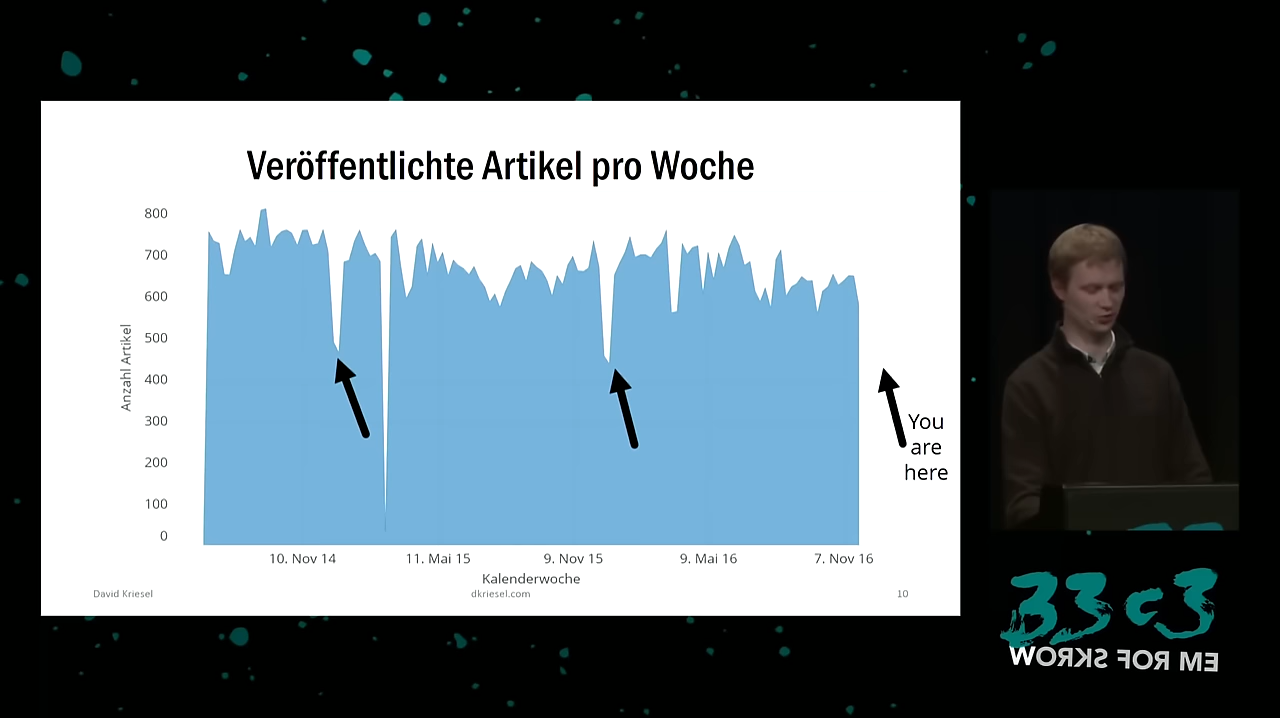 Veröffentlichte Artikel pro Woche
800
700
600
500
400
300
200
100
0
Anzahl Artikel
You
are
here
10. Nov 14
11. Mai 15
9. Nov 15
9. Mai 16
7. Nov 16
Kalenderwoche
David Kriesel
dkriesel.com
10
33c3
WORKS FOR ME